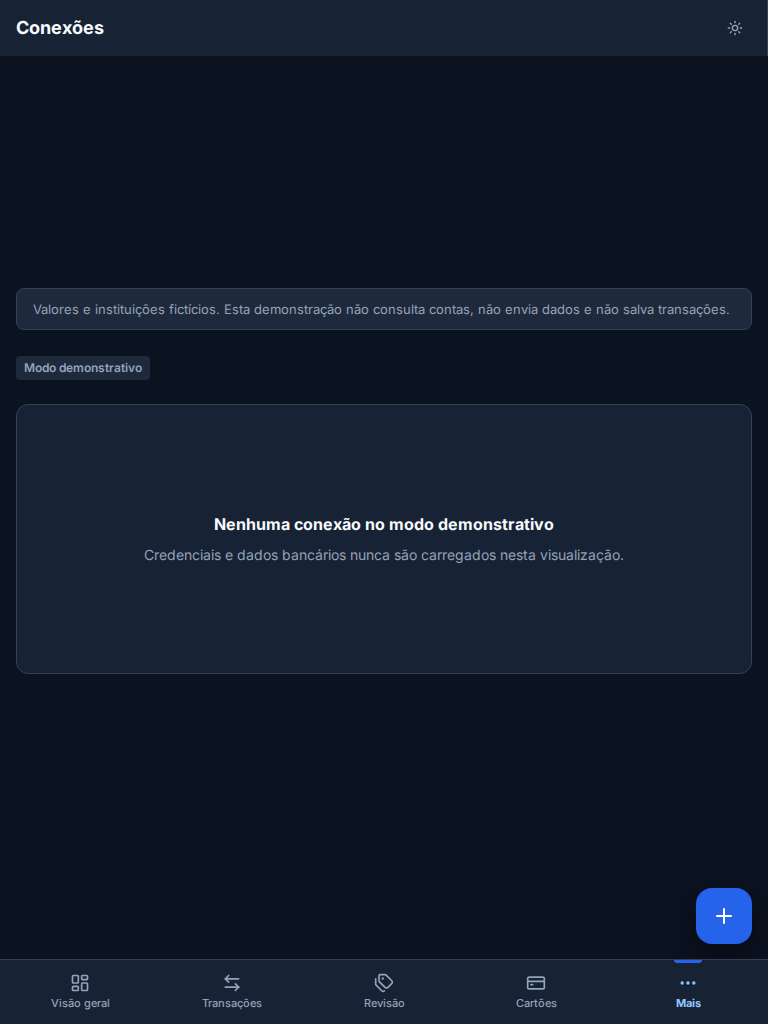 Conexões
Valores e instituições fictícios. Esta demonstração não consulta contas, não envia dados e não salva transações.
Modo demonstrativo
Nenhuma conexão no modo demonstrativo
Credenciais e dados bancários nunca são carregados nesta visualização.
Visão geral
Transações
Revisão
Cartões
Mais